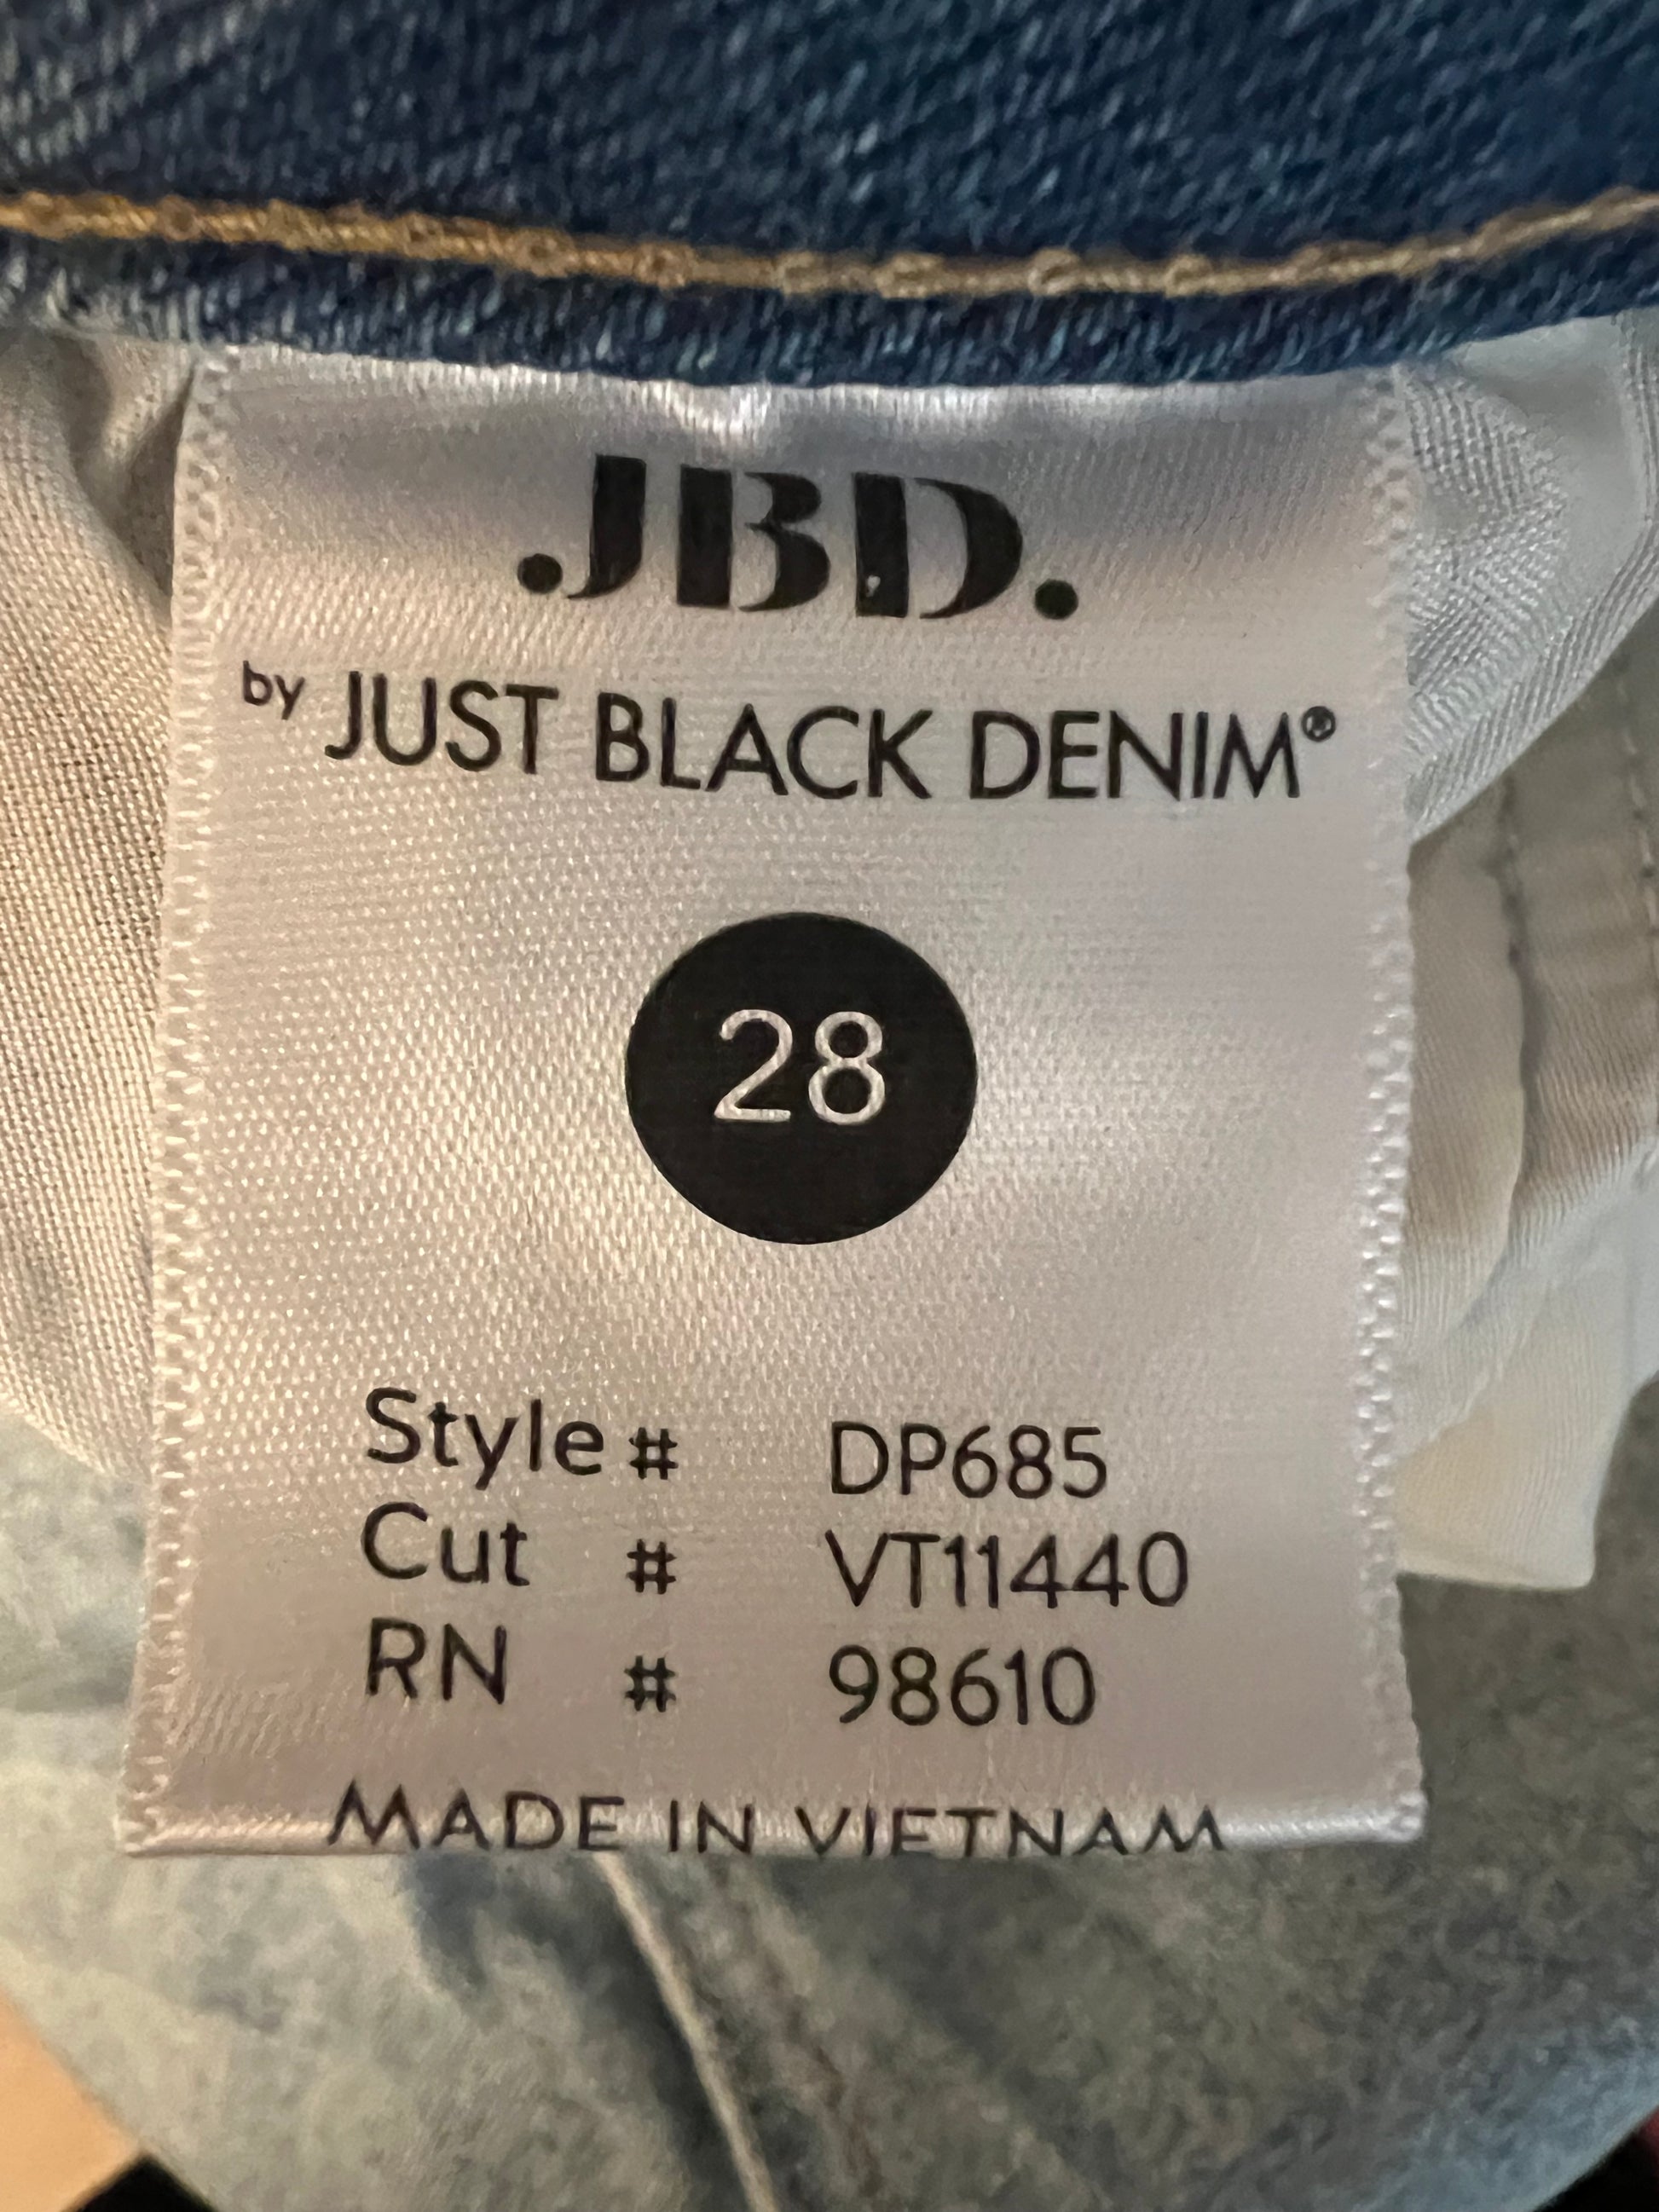 JBD.
by JUST BLACK DENIM®
28
Style # DP685
Cut # VT11440
RN # 98610
MADE IN VIETNAM